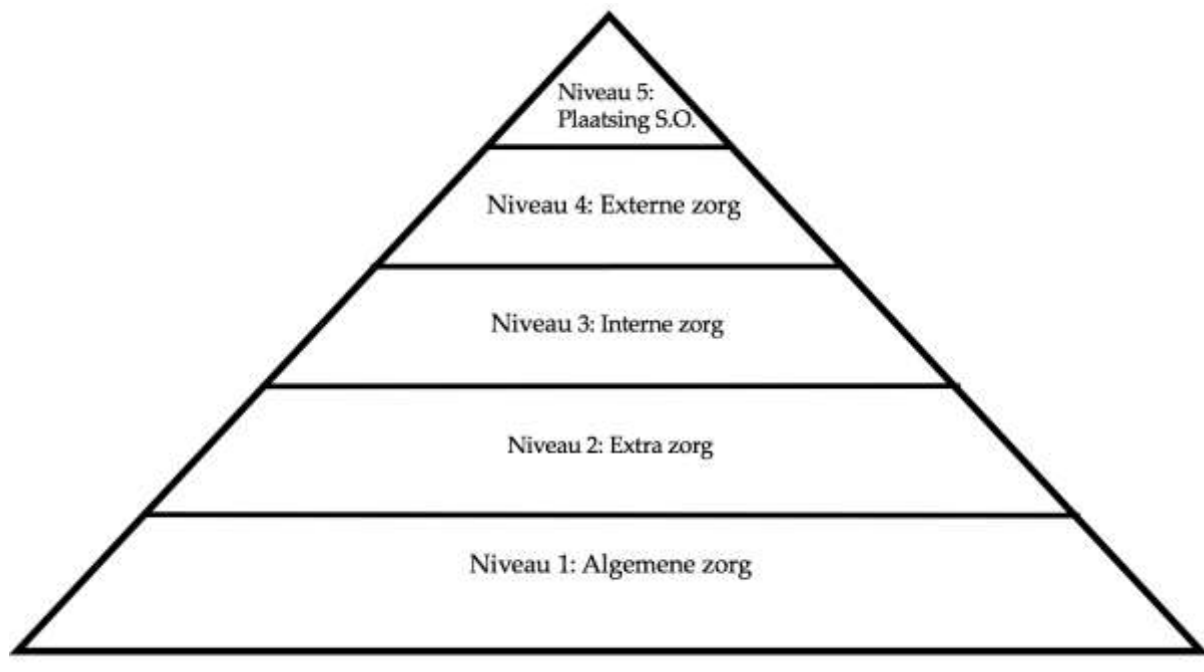 Niveau 5:
Plaatsing S.O.
Niveau 4: Externe zorg
Niveau 3: Interne zorg
Niveau 2: Extra zorg
Niveau 1: Algemene zorg